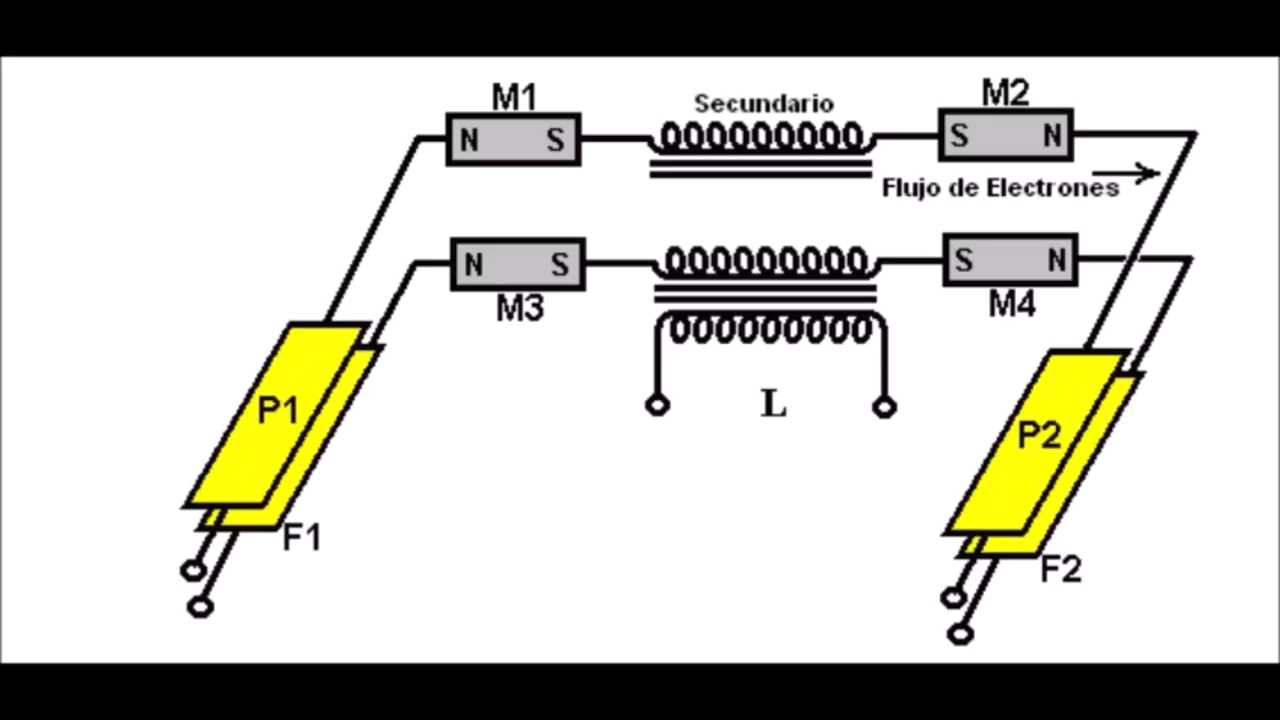 M1
Secundario
M2
N S
S N
Flujo de Electrones
N S
S N
M3
M4
L
P1
P2
F1
F2